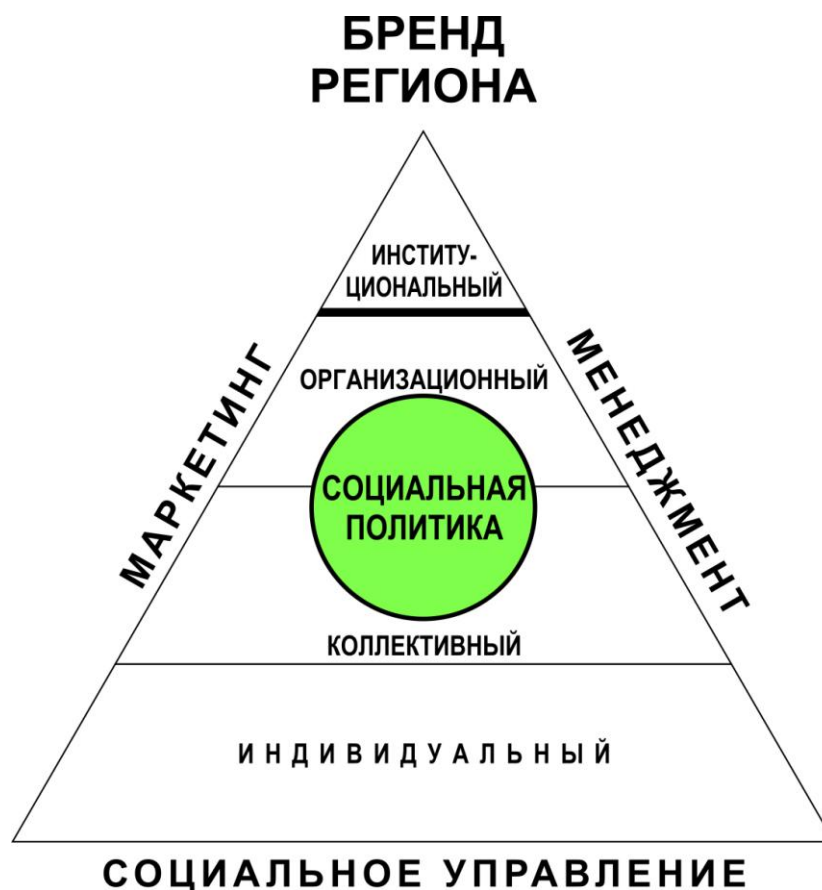 БРЕНД
РЕГИОНА
ИНСТИТУ-
ЦИОНАЛЬНЫЙ
ОРГАНИЗАЦИОННЫЙ
МАРКЕТИНГ
МЕНЕДЖМЕНТ
СОЦИАЛЬНАЯ
ПОЛИТИКА
КОЛЛЕКТИВНЫЙ
ИНДИВИДУАЛЬНЫЙ
СОЦИАЛЬНОЕ УПРАВЛЕНИЕ